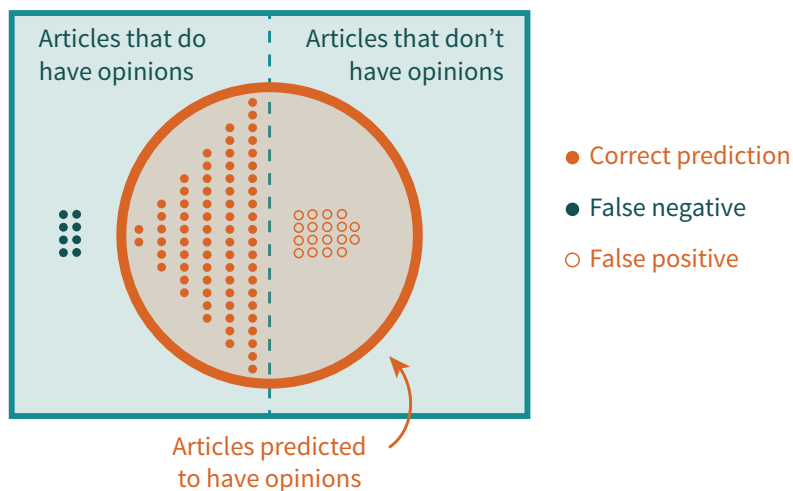 Articles that do
have opinions
Articles that don’t
have opinions
Correct prediction
False negative
False positive
Articles predicted
to have opinions